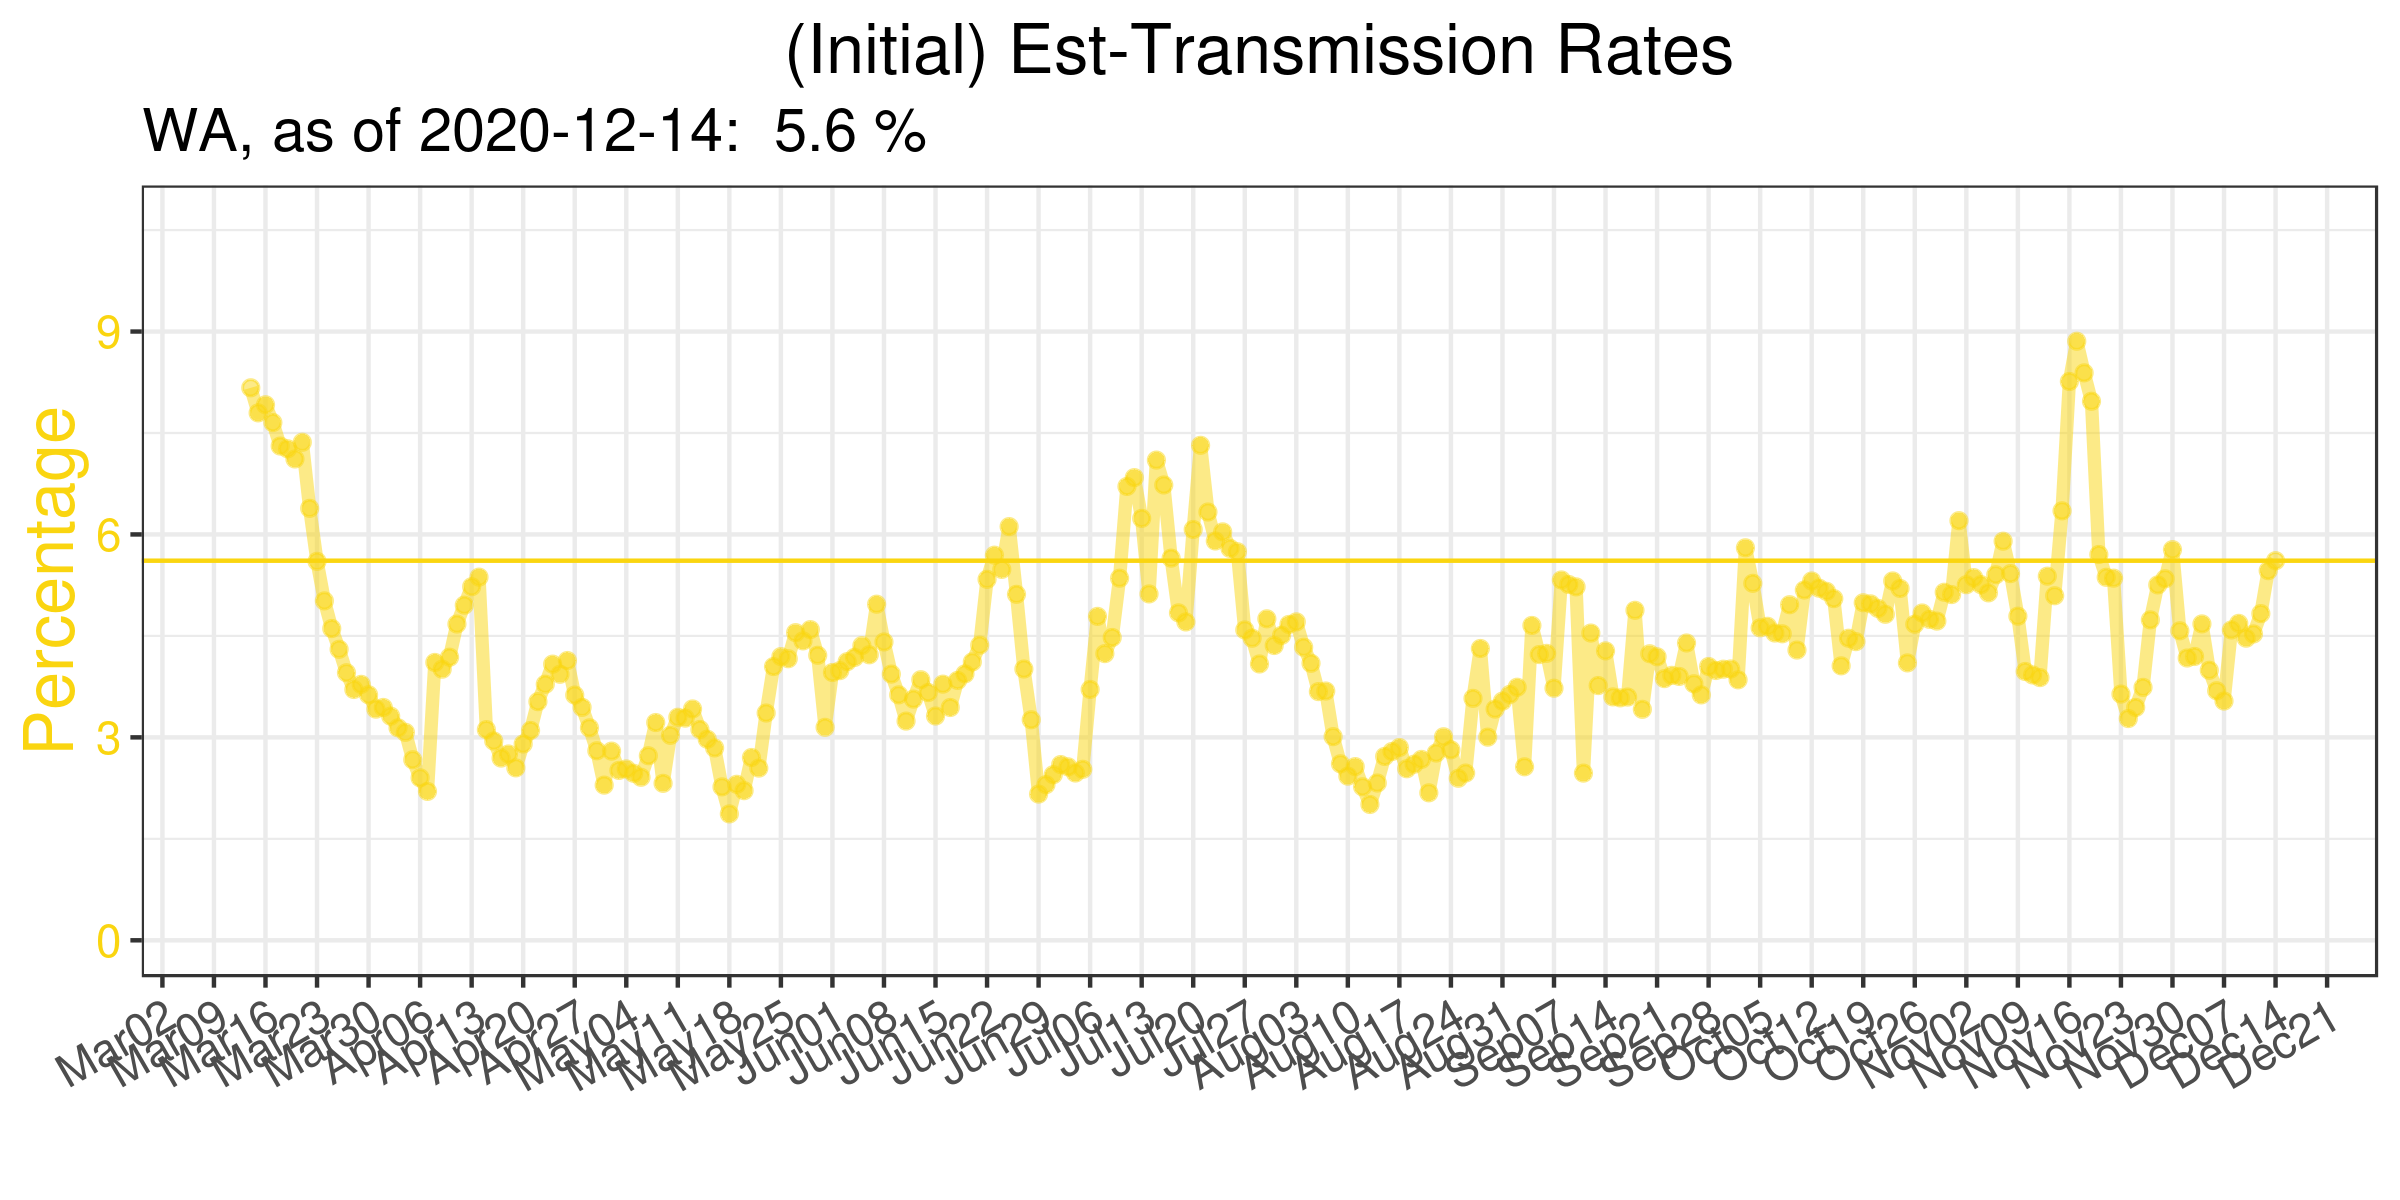 (Initial) Est-Transmission Rates
WA, as of 2020-12-14:  5.6 %
Percentage
9
6
3
0
Mar02
Mar09
Mar16
Mar23
Mar30
Apr06
Apr13
Apr20
Apr27
May04
May11
May18
May25
Jun01
Jun08
Jun15
Jun22
Jun29
Jul06
Jul13
Jul20
Jul27
Aug03
Aug10
Aug17
Aug24
Aug31
Sep07
Sep14
Sep21
Sep28
Oct05
Oct12
Oct19
Oct26
Nov02
Nov09
Nov16
Nov23
Nov30
Dec07
Dec14
Dec21